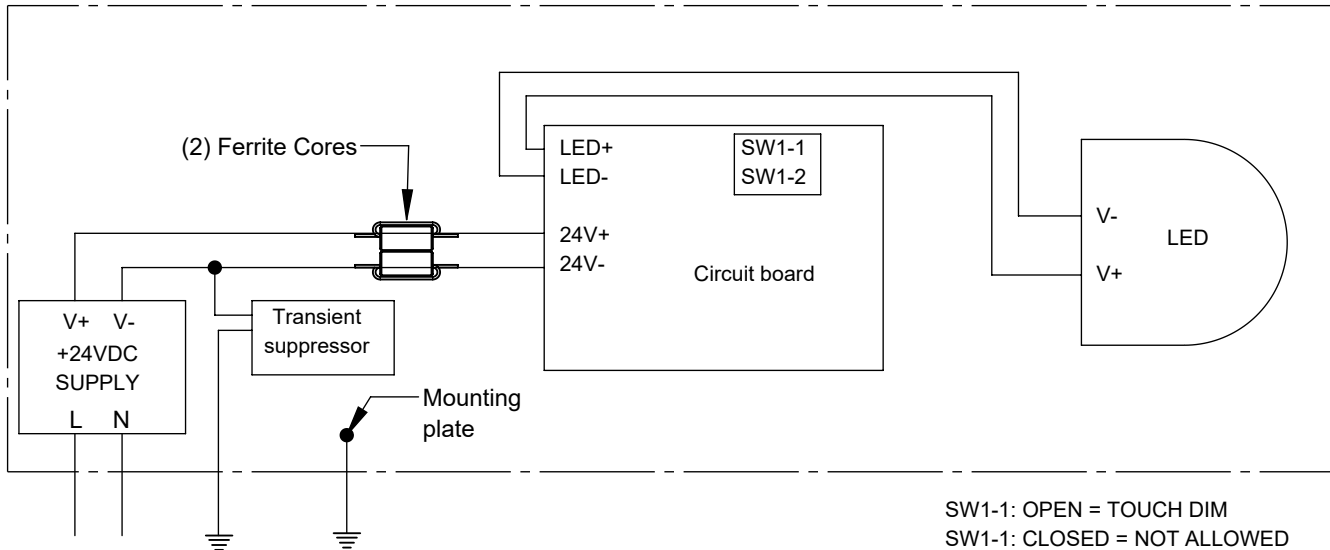 (2) Ferrite Cores
LED+
LED-
SW1-1
SW1-2
24V+
24V-
Circuit board
V-
V+
LED
V+ V-
+24VDC
SUPPLY
L N
Transient
suppressor
Mounting
plate
SW1-1: OPEN = TOUCH DIM
SW1-1: CLOSED = NOT ALLOWED